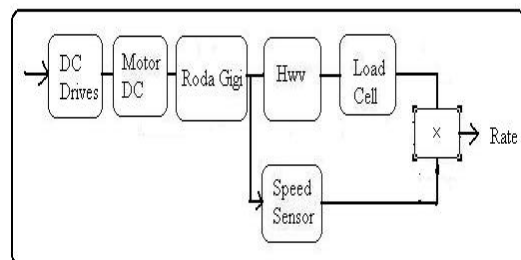 DC
Drives
Motor
DC
Roda Gigi
Hwv
Load
Cell
X
Rate
Speed
Sensor